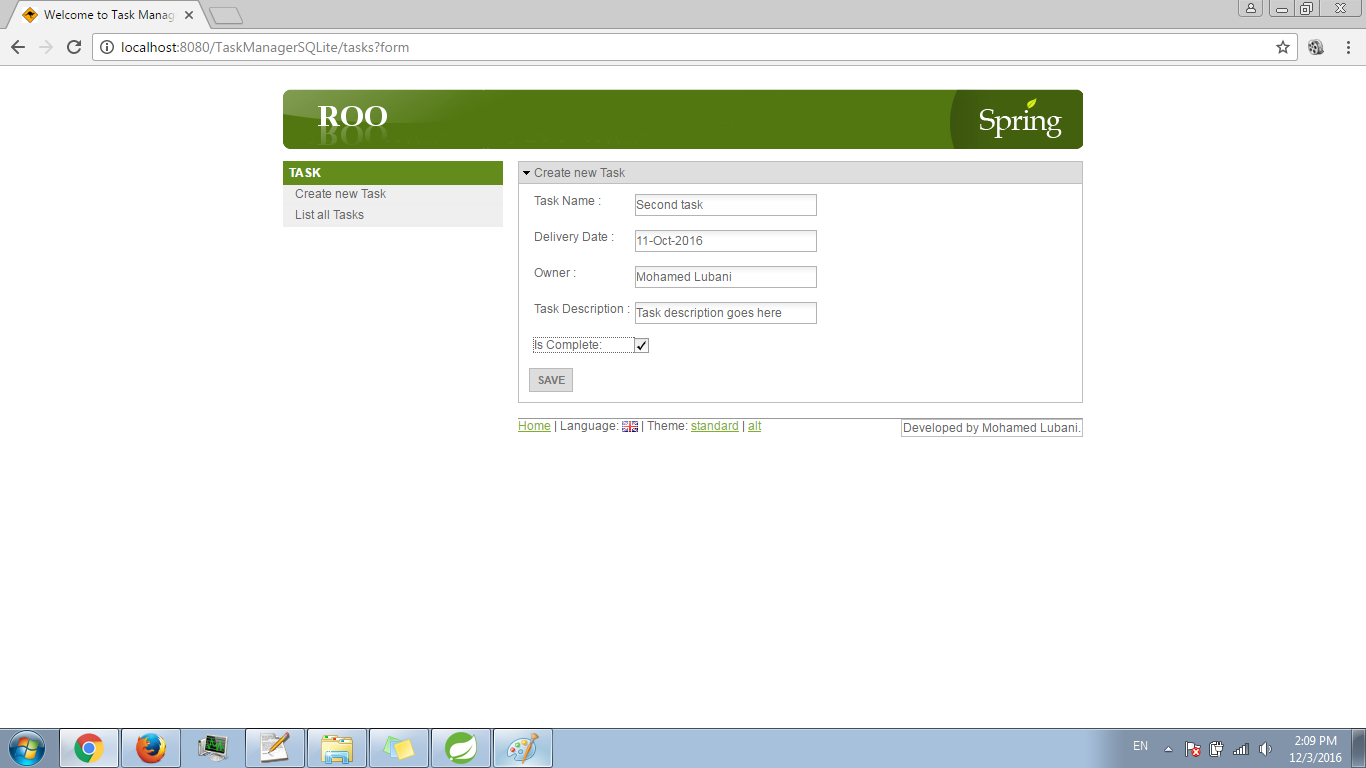 Welcome to Task Manag
localhost:8080/TaskManagerSQLite/tasks?form
ROO
Spring
TASK
Create new Task
List all Tasks
Create new Task
Task Name : Second task
Delivery Date : 11-Oct-2016
Owner : Mohamed Lubani
Task Description : Task description goes here
Is Complete:
SAVE
Home | Language: | Theme: standard | alt
Developed by Mohamed Lubani.
EN
2:09 PM
12/3/2016